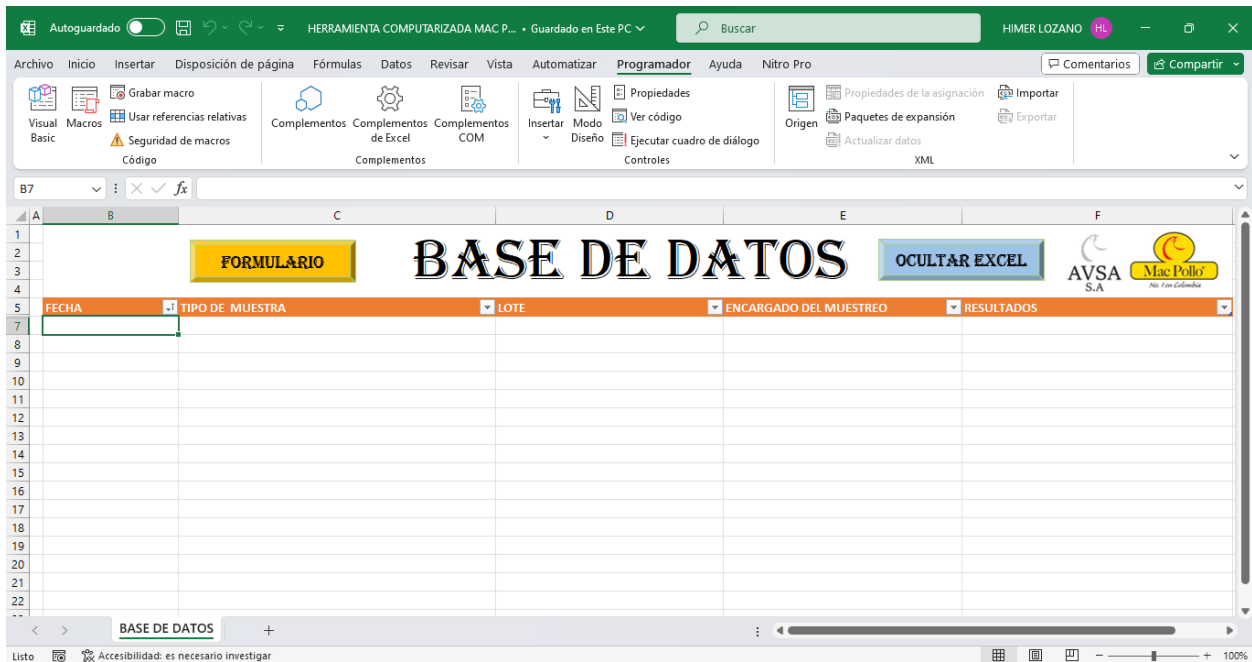 Autoguardado HERRAMIENTA COMPUTARIZADA MAC P... • Guardado en Este PC Buscar HIMER LOZANO HL
Archivo Inicio Insertar Disposición de página Fórmulas Datos Revisar Vista Automatizar Programador Ayuda Nitro Pro Comentarios Compartir
Visual Basic
Macros
Grabar macro
Usar referencias relativas
Seguridad de macros
Código
Complementos
Complementos de Excel
Complementos COM
Complementos
Insertar
Modo Diseño
Propiedades
Ver código
Ejecutar cuadro de diálogo
Controles
Origen
Propiedades de la asignación
Paquetes de expansión
Actualizar datos
Importar
Exportar
XML
B7 fx
A B C D E F
1
2
3
4
FORMULARIO BASE DE DATOS OCULTAR EXCEL
AVSA S.A
Mac Pollo
No. 1 en Colombia
5 FECHA TIPO DE MUESTRA LOTE ENCARGADO DEL MUESTREO RESULTADOS
7
8
9
10
11
12
13
14
15
16
17
18
19
20
21
22
BASE DE DATOS
Listo Accesibilidad: es necesario investigar 100%